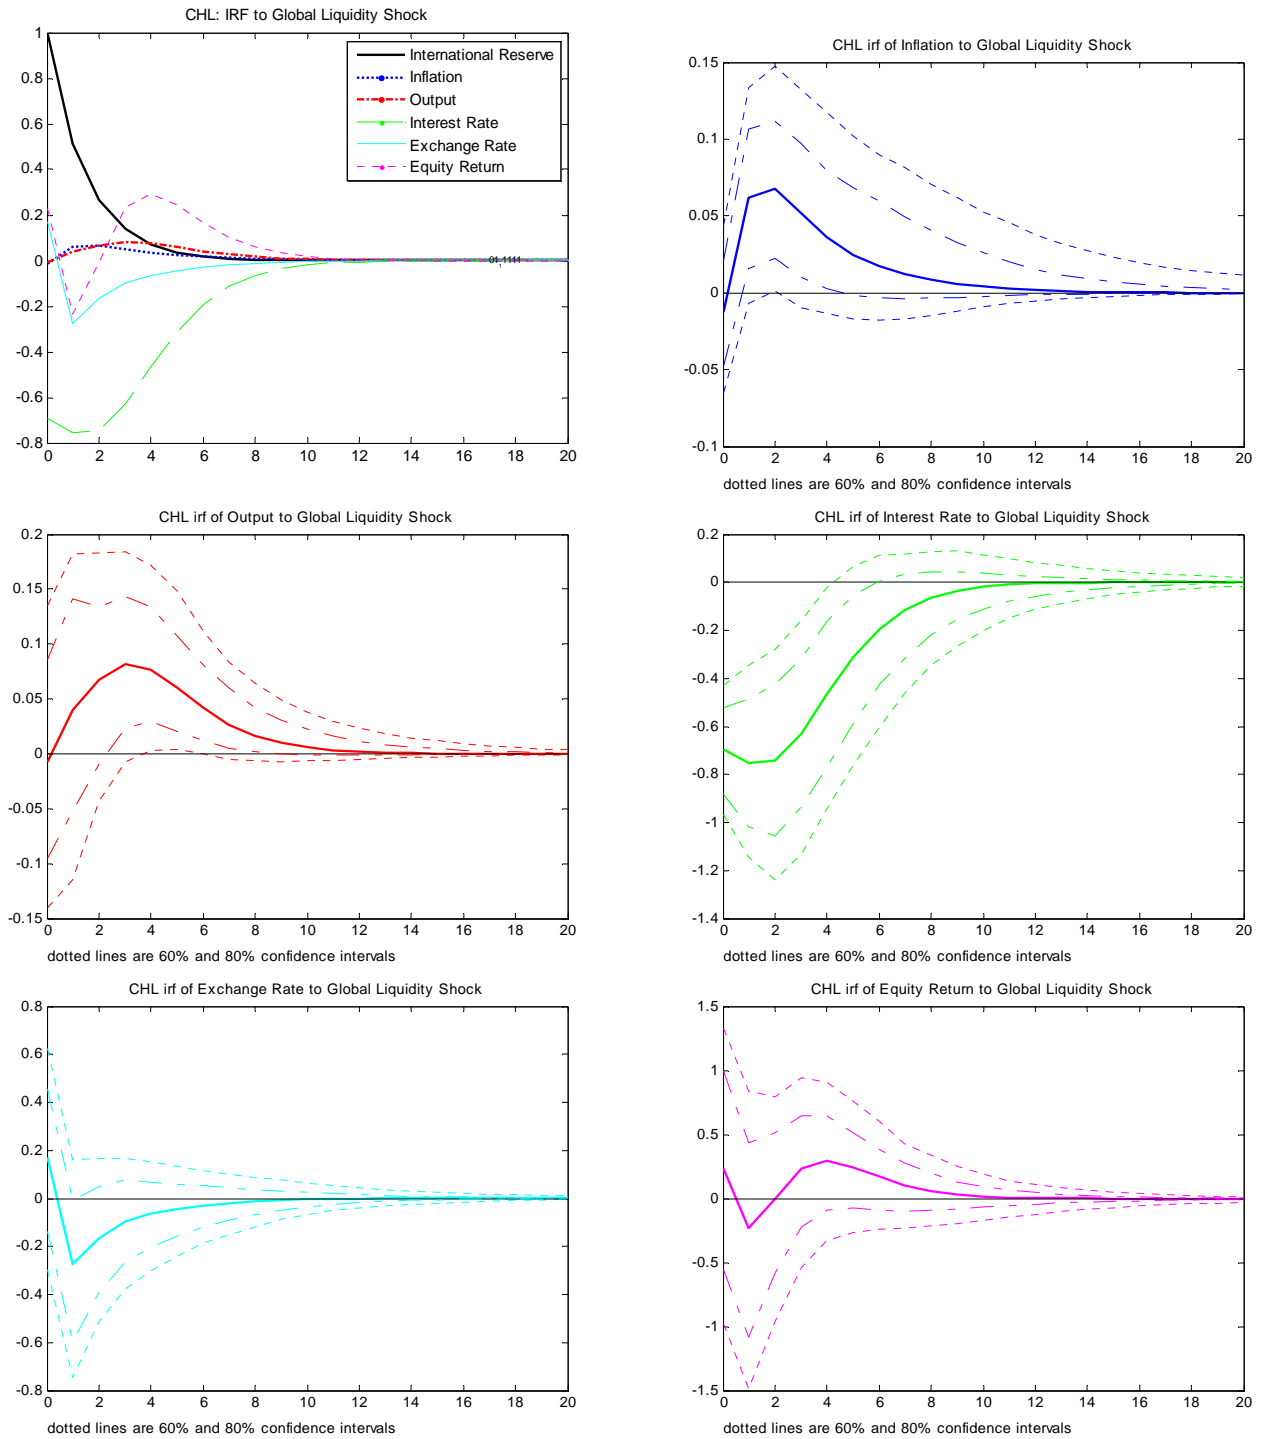 CHL: IRF to Global Liquidity Shock
1
0.8
0.6
0.4
0.2
0
-0.2
-0.4
-0.6
-0.8
0 2 4 6 8 10 12 14 16 18 20
International Reserve
Inflation
Output
Interest Rate
Exchange Rate
Equity Return
CHL irf of Inflation to Global Liquidity Shock
0.15
0.1
0.05
0
-0.05
-0.1
0 2 4 6 8 10 12 14 16 18 20
dotted lines are 60% and 80% confidence intervals
CHL irf of Output to Global Liquidity Shock
0.2
0.15
0.1
0.05
0
-0.05
-0.1
-0.15
0 2 4 6 8 10 12 14 16 18 20
dotted lines are 60% and 80% confidence intervals
CHL irf of Interest Rate to Global Liquidity Shock
0.2
0
-0.2
-0.4
-0.6
-0.8
-1
-1.2
-1.4
0 2 4 6 8 10 12 14 16 18 20
dotted lines are 60% and 80% confidence intervals
CHL irf of Exchange Rate to Global Liquidity Shock
0.8
0.6
0.4
0.2
0
-0.2
-0.4
-0.6
-0.8
0 2 4 6 8 10 12 14 16 18 20
dotted lines are 60% and 80% confidence intervals
CHL irf of Equity Return to Global Liquidity Shock
1.5
1
0.5
0
-0.5
-1
-1.5
0 2 4 6 8 10 12 14 16 18 20
dotted lines are 60% and 80% confidence intervals